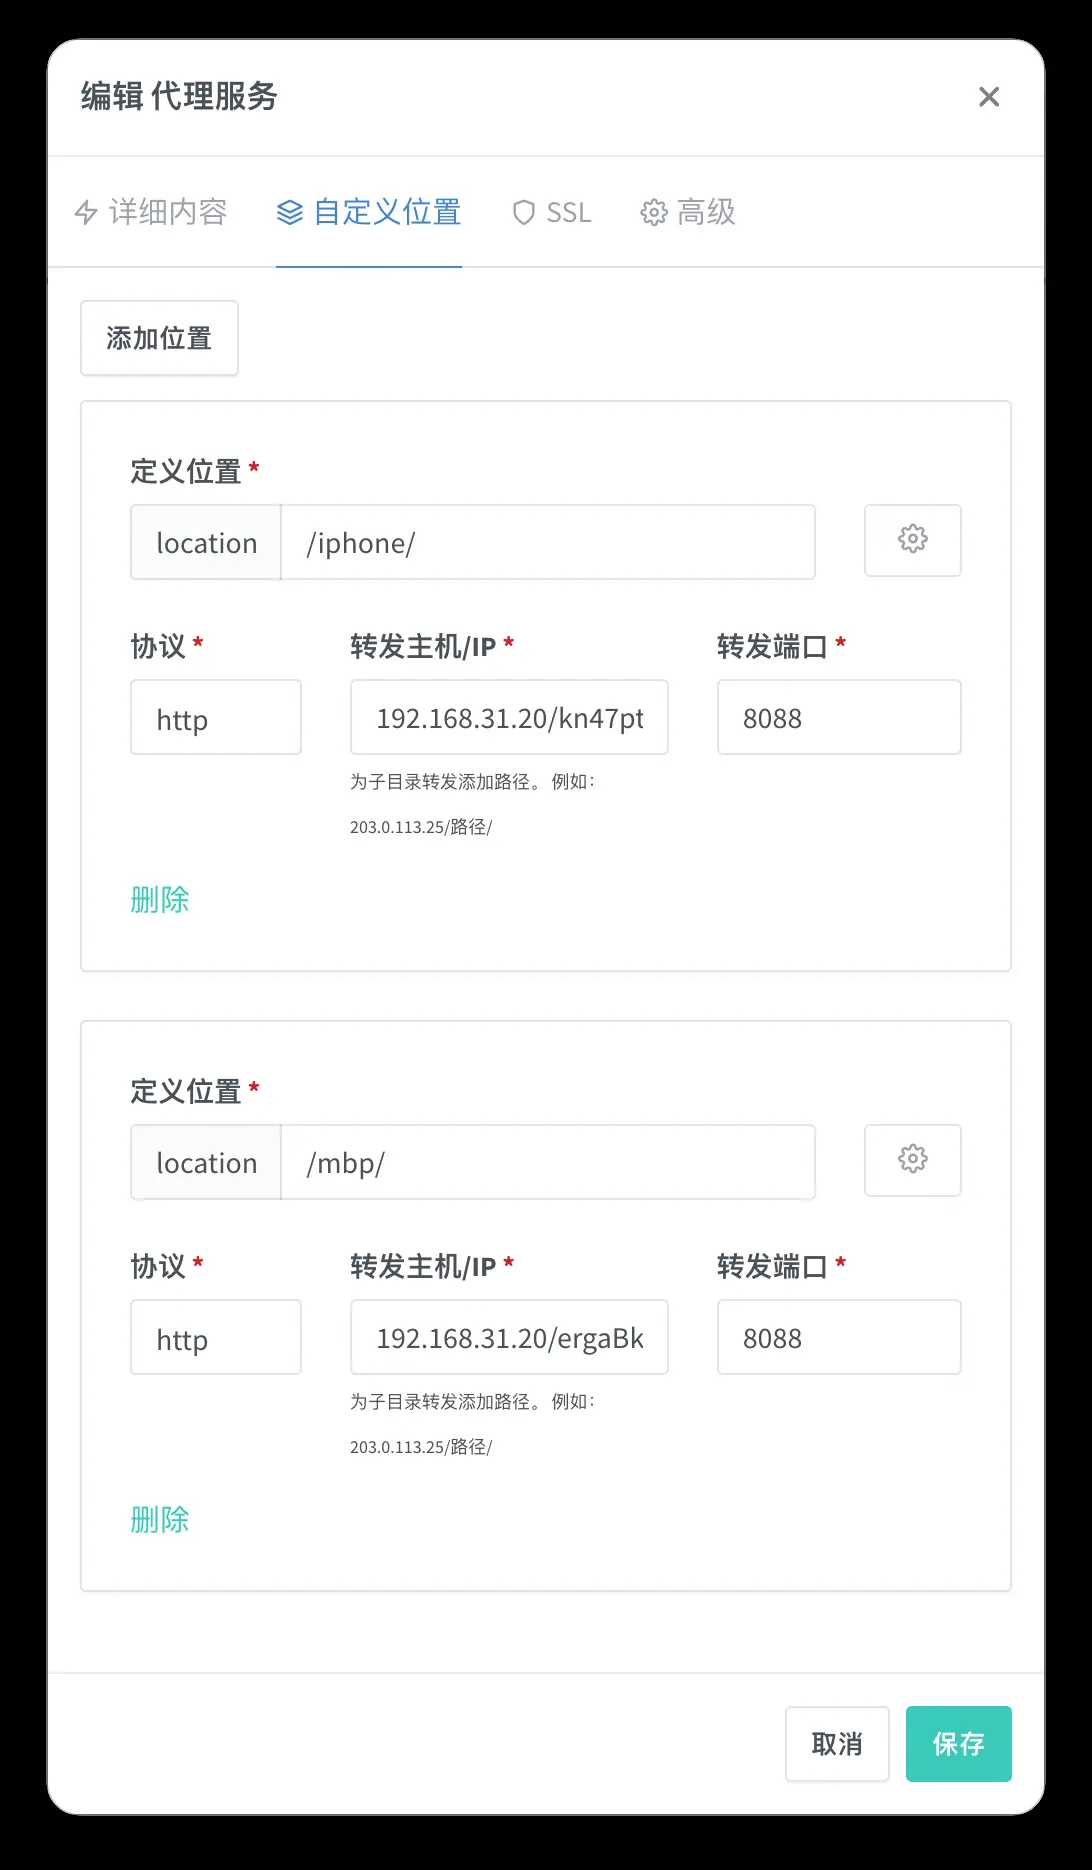 编辑 代理服务
详细内容 自定义位置 SSL 高级
添加位置
定义位置 *
location /iphone/
协议 * 转发主机/IP * 转发端口 *
http 192.168.31.20/kn47pt 8088
为子目录转发添加路径。 例如:
203.0.113.25/路径/
删除
定义位置 *
location /mbp/
协议 * 转发主机/IP * 转发端口 *
http 192.168.31.20/ergaBk 8088
为子目录转发添加路径。 例如:
203.0.113.25/路径/
删除
取消 保存